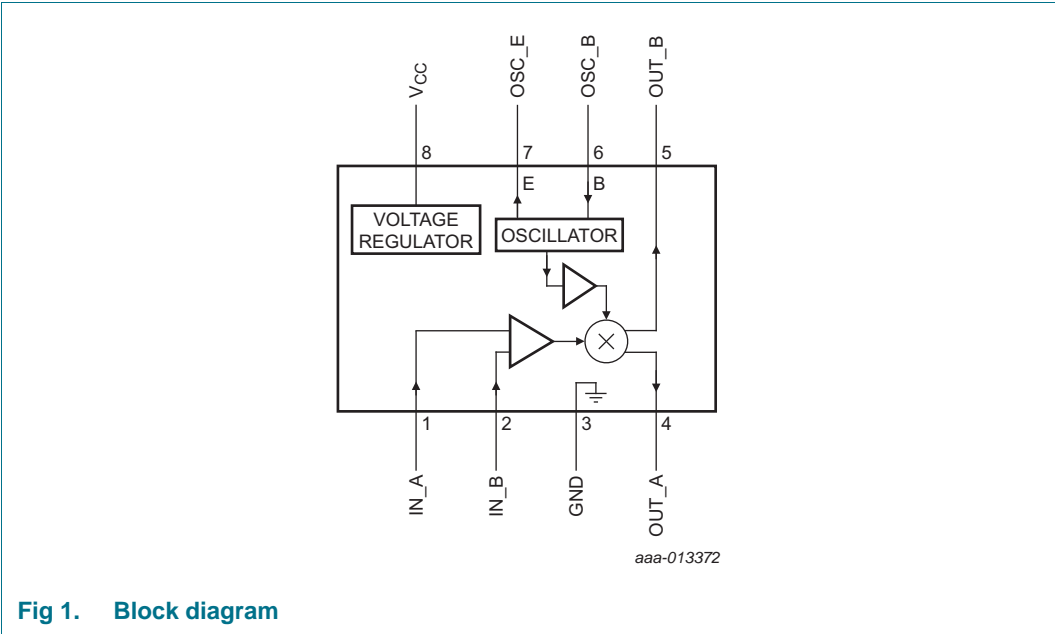 VCC
OSC_E
OSC_B
OUT_B
8
7
6
5
E
B
VOLTAGE
REGULATOR
OSCILLATOR
1
2
3
4
IN_A
IN_B
GND
OUT_A
aaa-013372
Fig 1. Block diagram